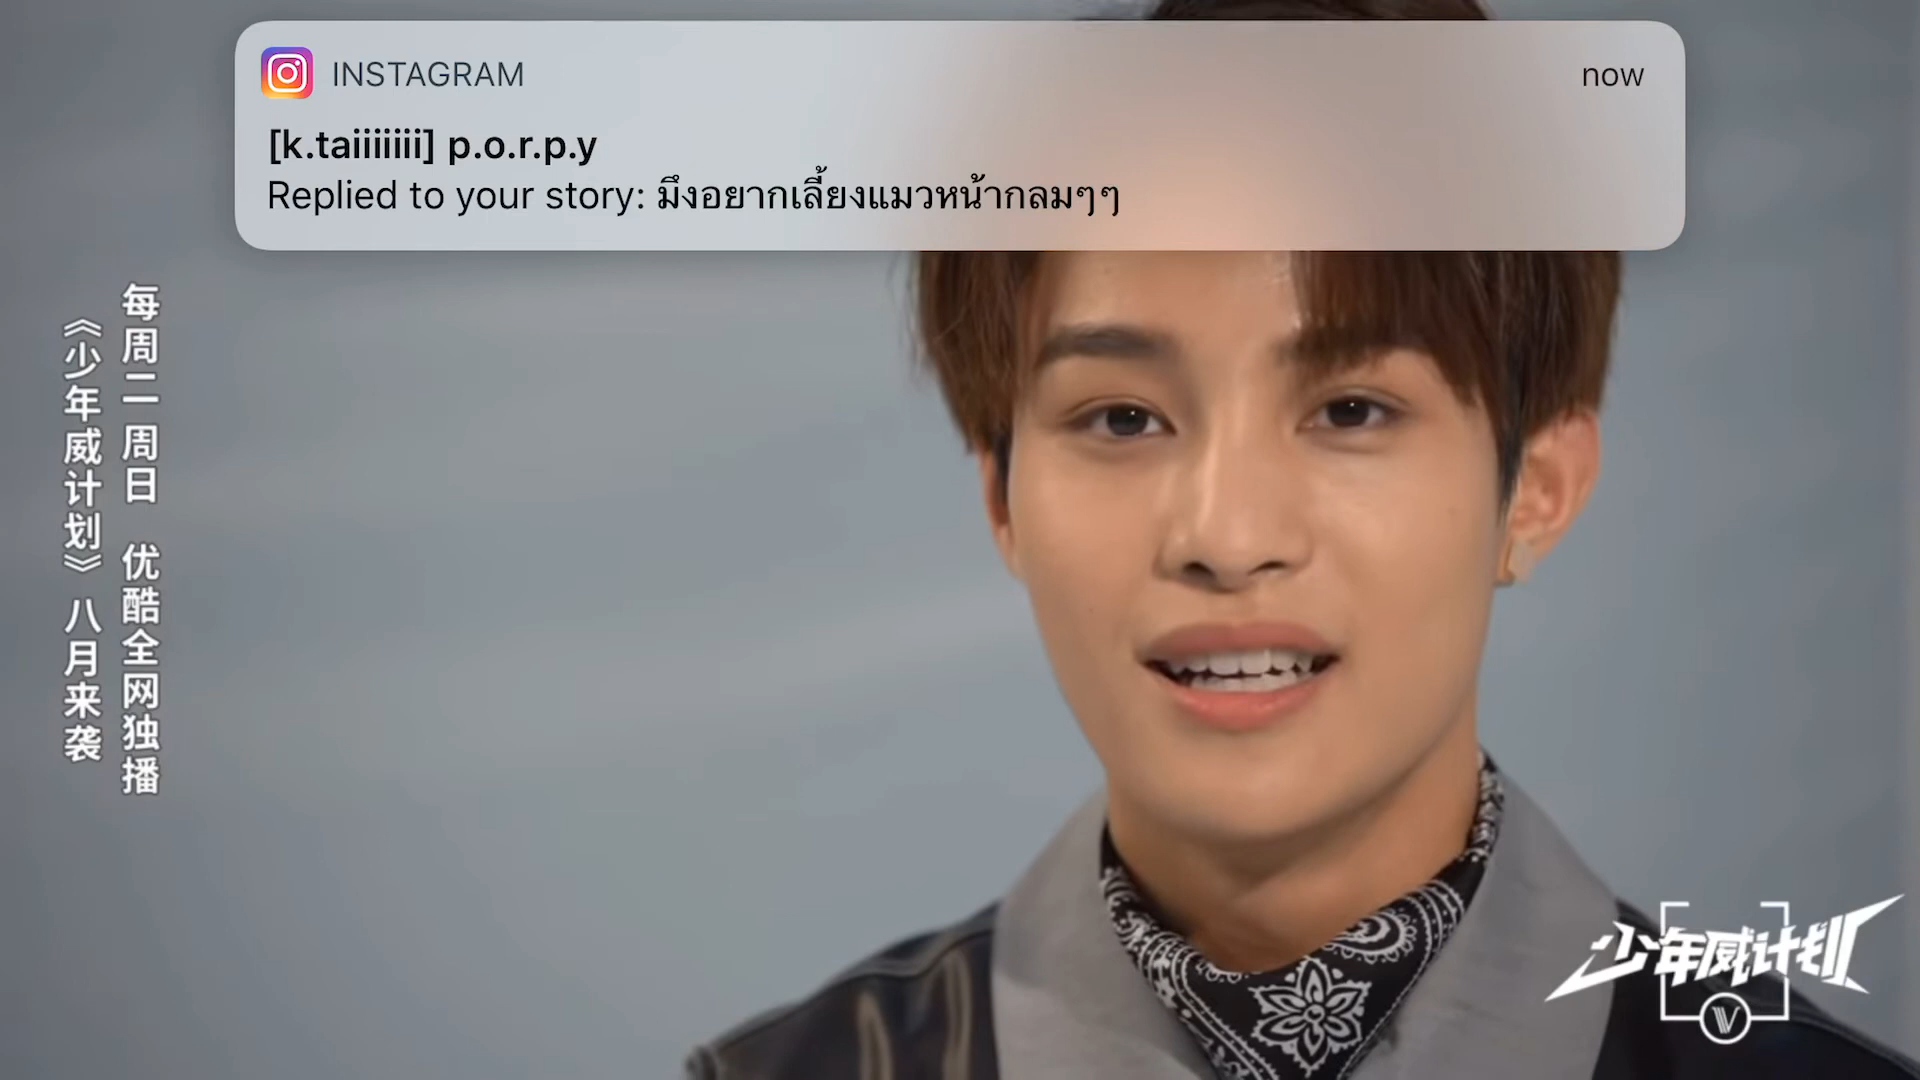 INSTAGRAM
now
[k.taiiiiiii] p.o.r.p.y
Replied to your story: มึงอยากเลี้ยงแมวหน้ากลมๆๆ
每周二周日 优酷全网独播
《少年威计划》八月来袭
少年威计划
W